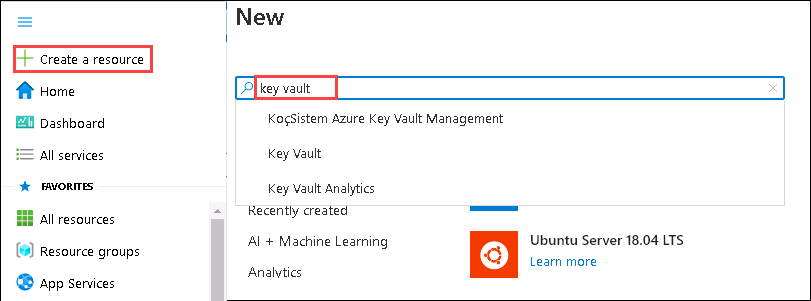 Create a resource
Home
Dashboard
All services
FAVORITES
All resources
Resource groups
App Services
New
key vault
KoçSistem Azure Key Vault Management
Key Vault
Key Vault Analytics
Recently created
AI + Machine Learning
Analytics
Ubuntu Server 18.04 LTS
Learn more